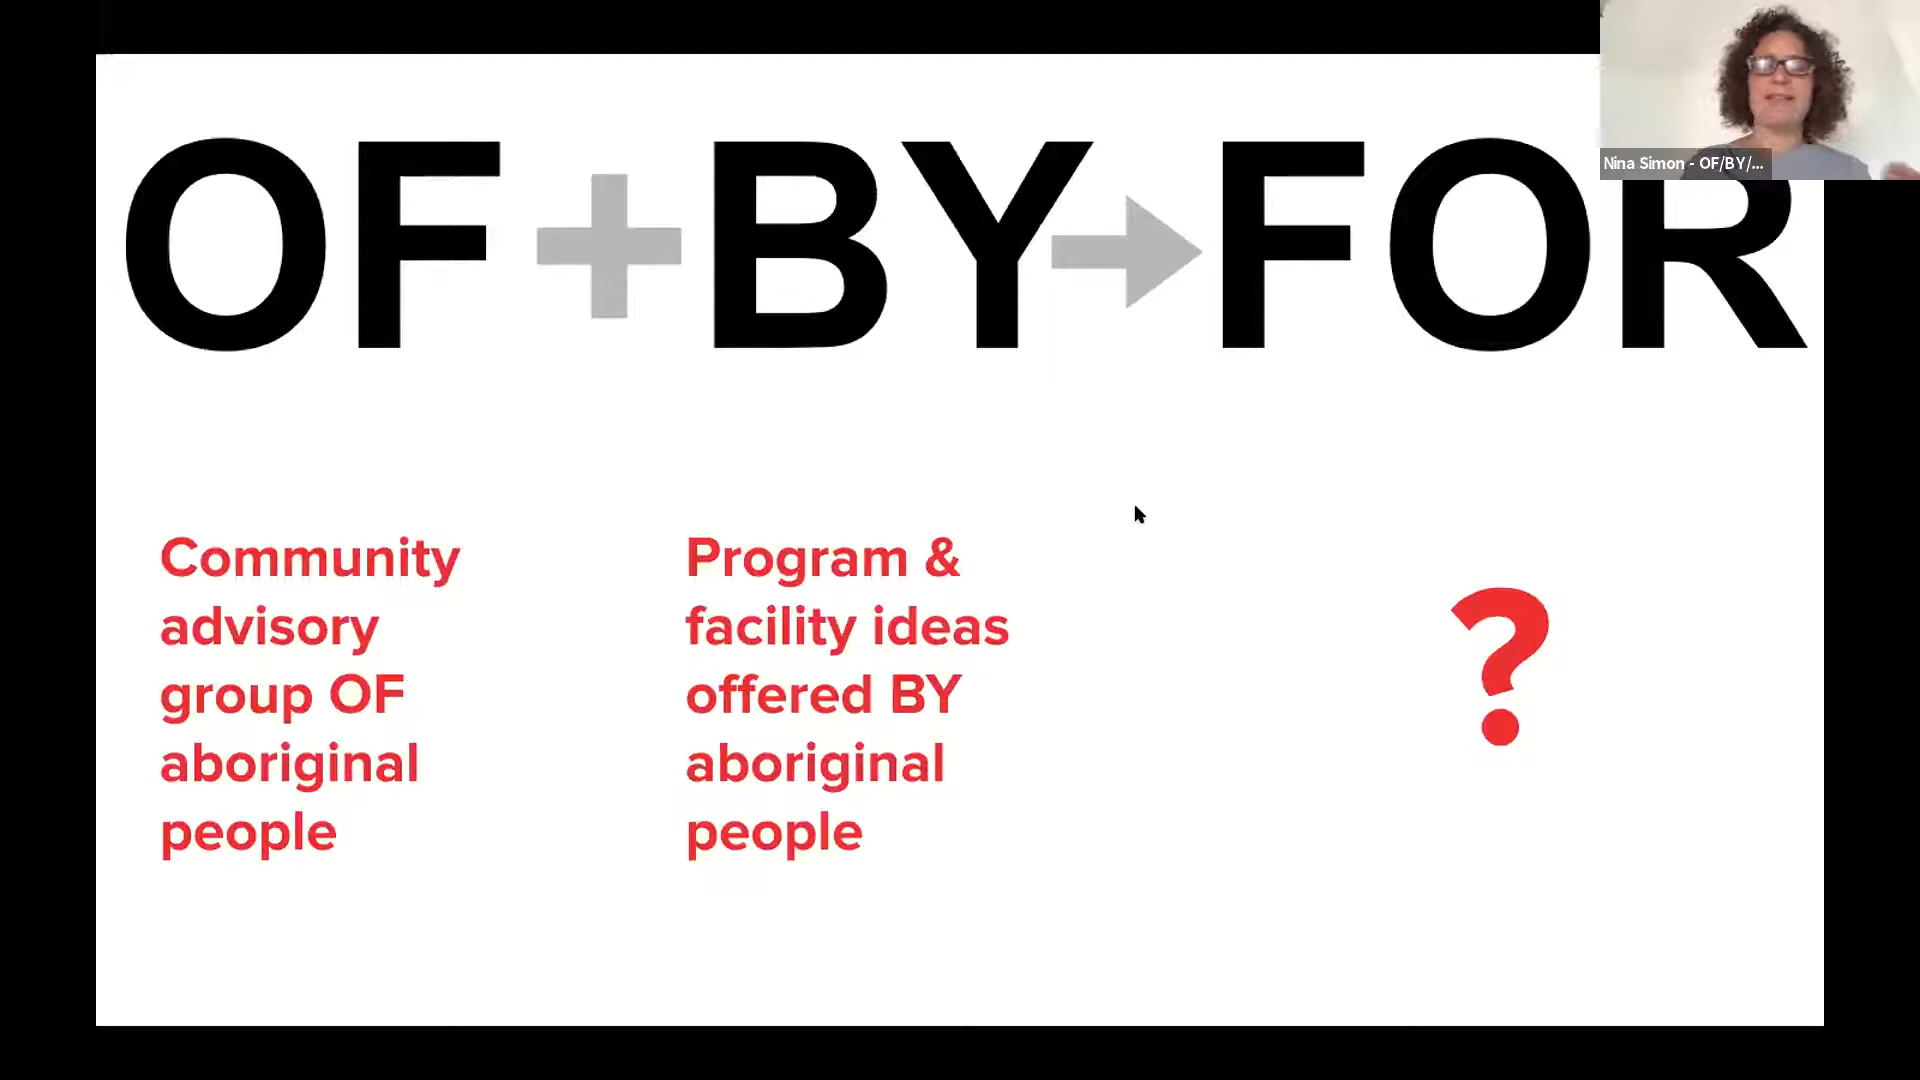 OF + BY → FOR
Nina Simon - OF/BY/...
Community
advisory
group OF
aboriginal
people
Program &
facility ideas
offered BY
aboriginal
people
?